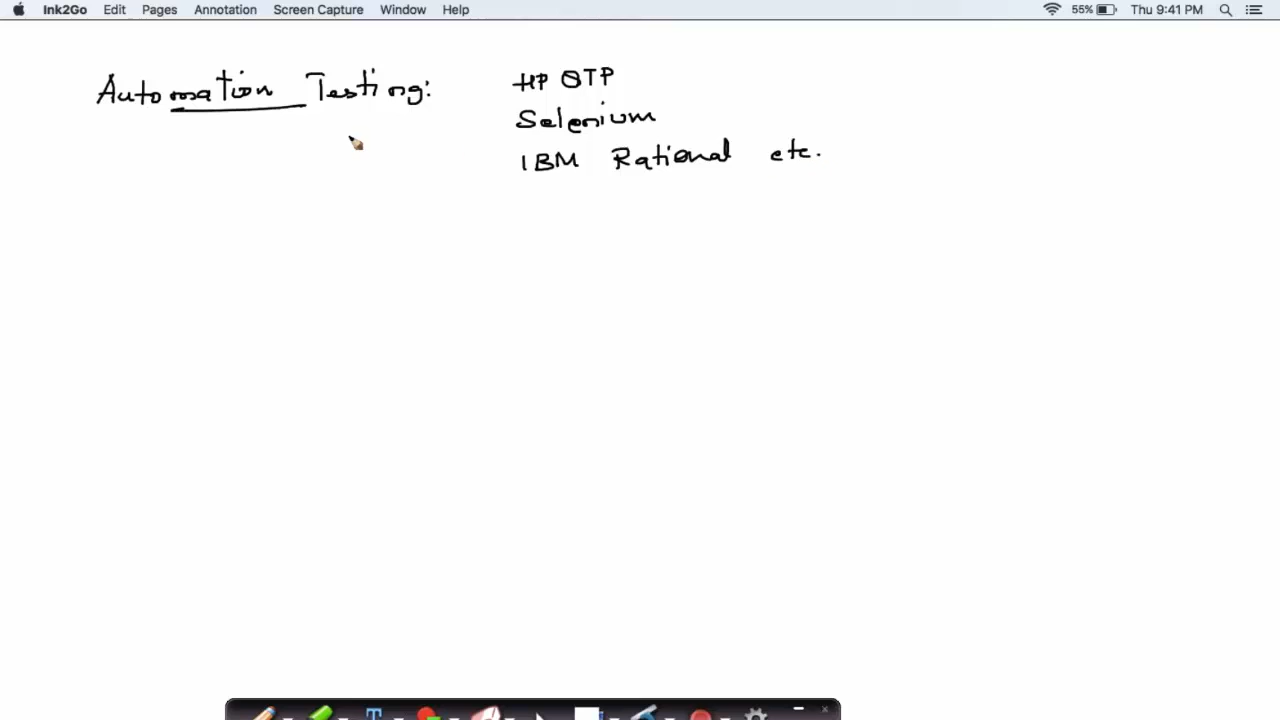 Ink2Go Edit Pages Annotation Screen Capture Window Help 55% Thu 9:41 PM
Automation Testing: HP QTP
Selenium
IBM Rational etc.
T